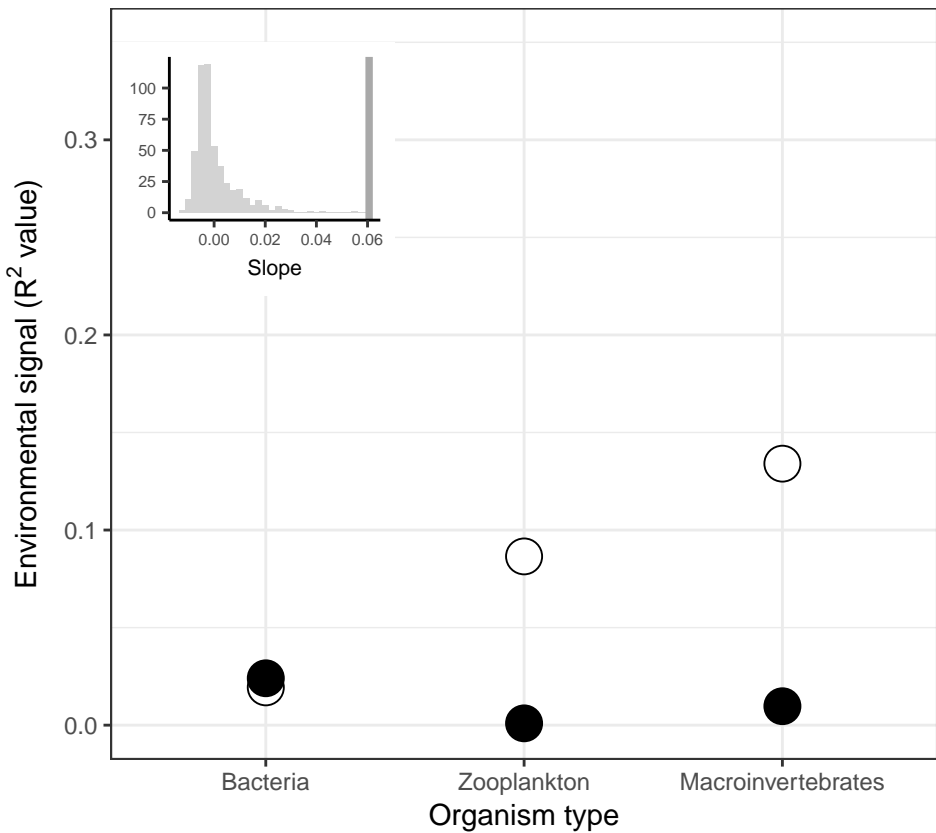 Environmental signal (R² value)
0.3
0.2
0.1
0.0
100
75
50
25
0
0.00 0.02 0.04 0.06
Slope
Bacteria Zooplankton Macroinvertebrates
Organism type